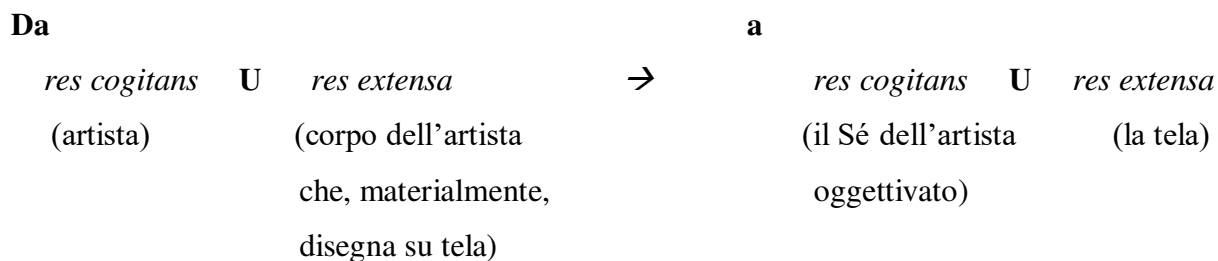 Da a
res cogitans U res extensa → res cogitans U res extensa
(artista) (corpo dell’artista (il Sé dell’artista (la tela)
che, materialmente, oggettivato)
disegna su tela)